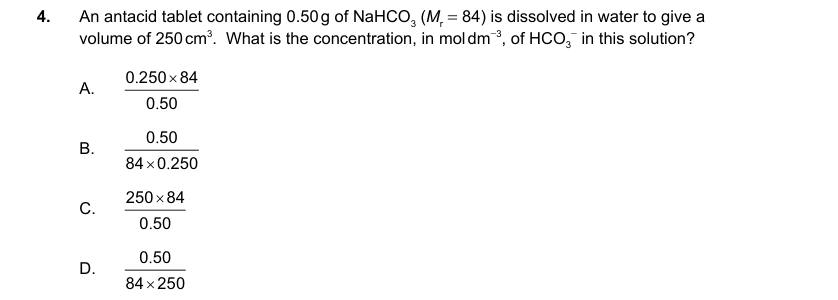 4. An antacid tablet containing 0.50 g of NaHCO₃ (Mᵣ = 84) is dissolved in water to give a
volume of 250 cm³. What is the concentration, in mol dm⁻³, of HCO₃⁻ in this solution?
A. 0.250 × 84
0.50
B. 0.50
84 × 0.250
C. 250 × 84
0.50
D. 0.50
84 × 250